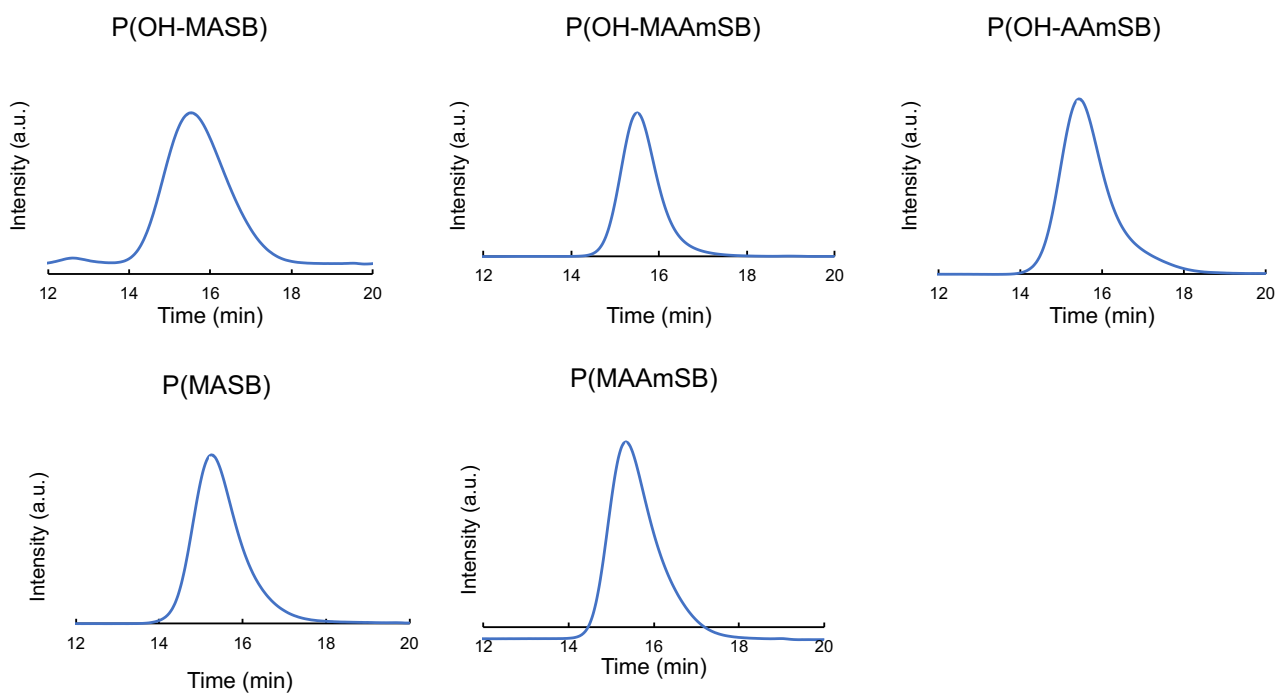 P(OH-MASB)
Intensity (a.u.)
12 14 16 18 20
Time (min)
P(OH-MAAmSB)
Intensity (a.u.)
12 14 16 18 20
Time (min)
P(OH-AAmSB)
Intensity (a.u.)
12 14 16 18 20
Time (min)
P(MASB)
Intensity (a.u.)
12 14 16 18 20
Time (min)
P(MAAmSB)
Intensity (a.u.)
12 14 16 18 20
Time (min)